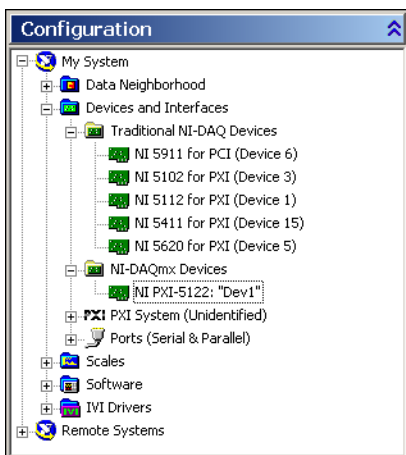 Configuration
My System
Data Neighborhood
Devices and Interfaces
Traditional NI-DAQ Devices
NI 5911 for PCI (Device 6)
NI 5102 for PXI (Device 3)
NI 5112 for PXI (Device 1)
NI 5411 for PXI (Device 15)
NI 5620 for PXI (Device 5)
NI-DAQmx Devices
NI PXI-5122: "Dev1"
PXI PXI System (Unidentified)
Ports (Serial & Parallel)
Scales
Software
IVI Drivers
Remote Systems